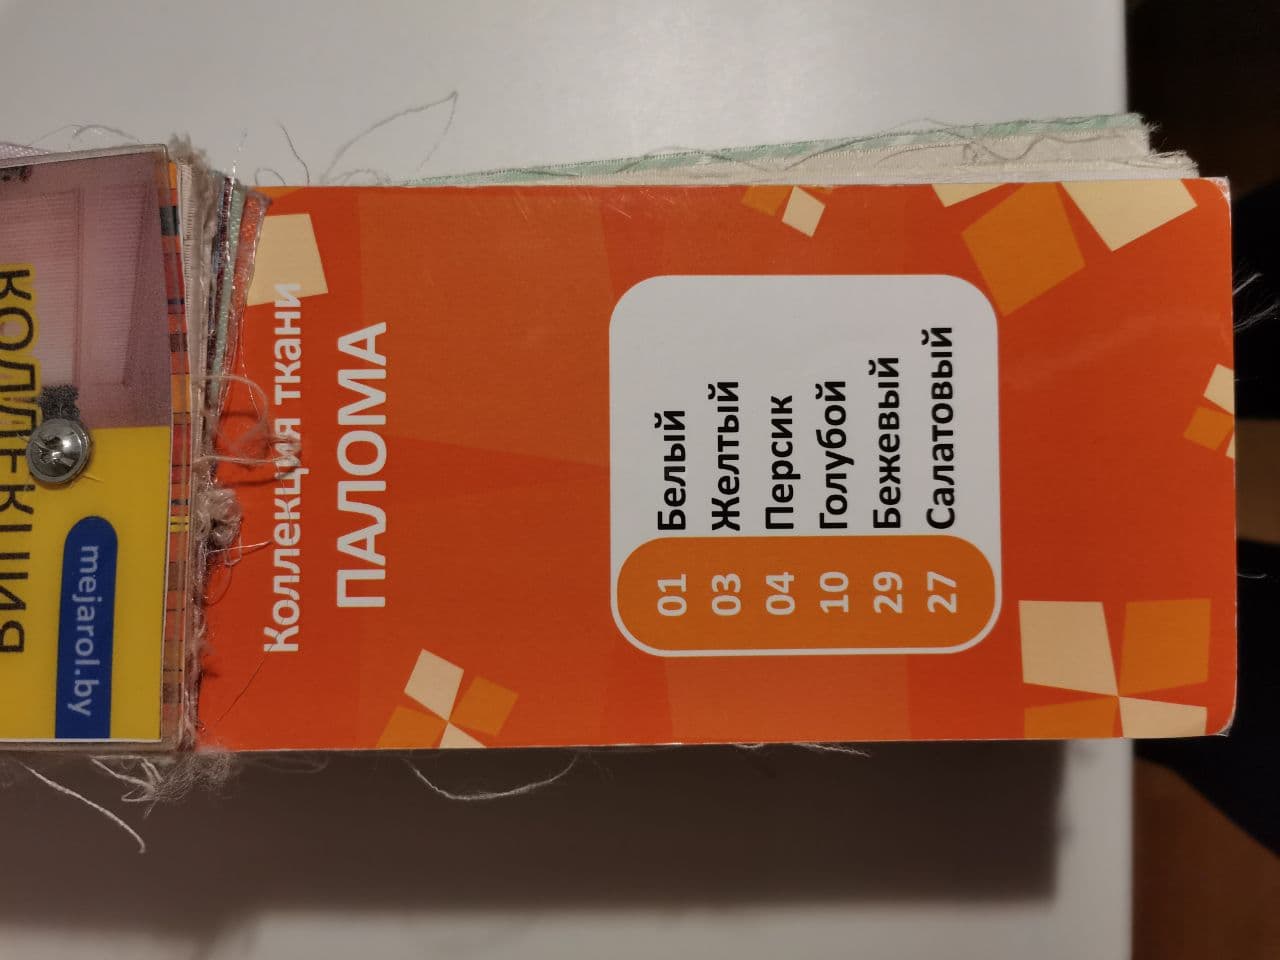 Коллекция ткани
ПАЛОМА
01 Белый
03 Желтый
04 Персик
10 Голубой
29 Бежевый
27 Салатовый
КОЛЛЕКЦИЯ
mejarol.by